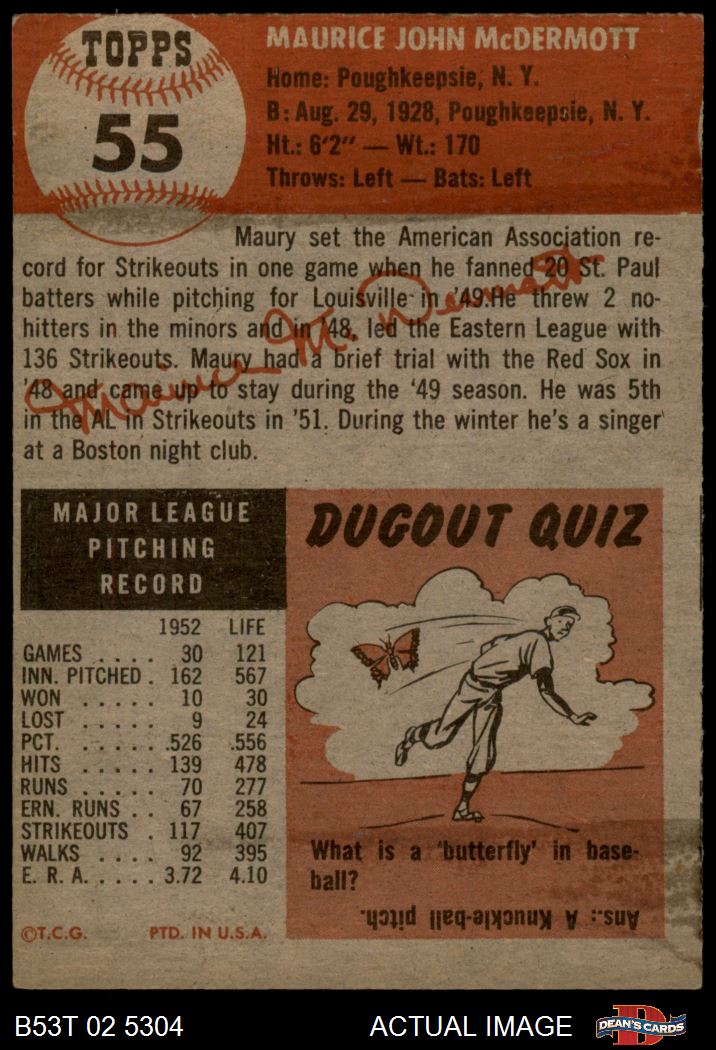 TOPPS
55
MAURICE JOHN McDERMOTT
Home: Poughkeepsie, N. Y.
B: Aug. 29, 1928, Poughkeepsie, N. Y.
Ht.: 6'2" — Wt.: 170
Throws: Left — Bats: Left
Maury set the American Association re-
cord for Strikeouts in one game when he fanned 20 St. Paul
batters while pitching for Louisville in '49.He threw 2 no-
hitters in the minors and in '48, led the Eastern League with
136 Strikeouts. Maury had a brief trial with the Red Sox in
'48 and came up to stay during the '49 season. He was 5th
in the AL in Strikeouts in '51. During the winter he's a singer
at a Boston night club.
Maurice M. Dermott
MAJOR LEAGUE
PITCHING
RECORD
1952 LIFE
GAMES .... 30 121
INN. PITCHED . 162 567
WON ..... 10 30
LOST ..... 9 24
PCT. ..... .526 .556
HITS ..... 139 478
RUNS ..... 70 277
ERN. RUNS .. 67 258
STRIKEOUTS . 117 407
WALKS .... 92 395
E. R. A. .... 3.72 4.10
©T.C.G. PTD. IN U.S.A.
DUGOUT QUIZ
What is a 'butterfly' in base-
ball?
Ans.: A Knuckle-ball pitch.
B53T 02 5304 ACTUAL IMAGE
D
DEAN'S CARDS